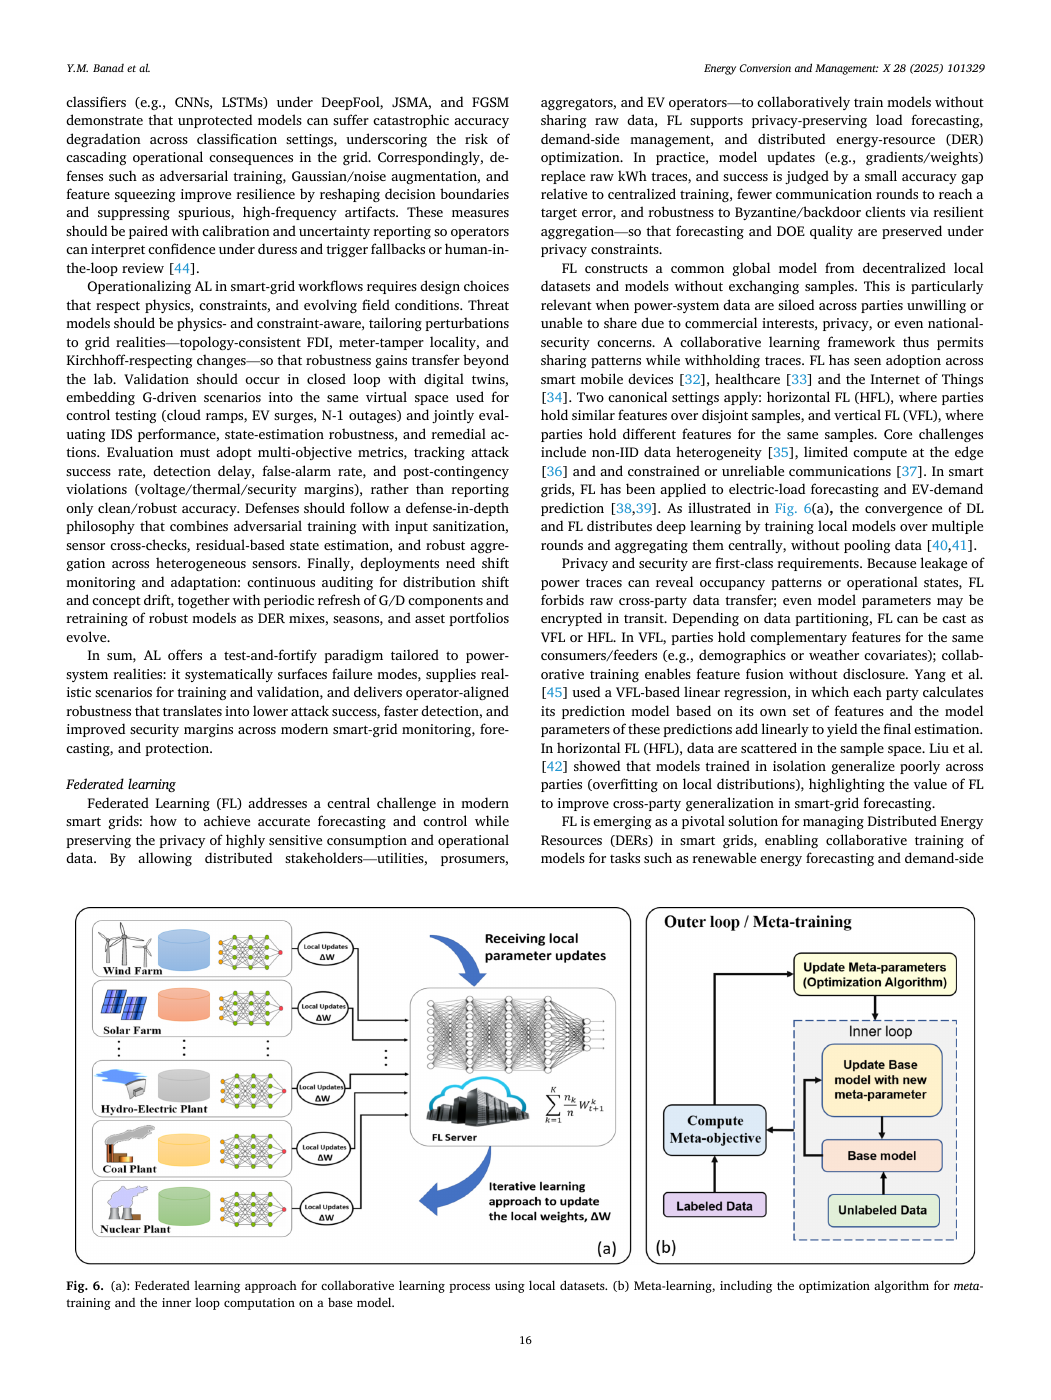 Y.M. Banad et al.
Energy Conversion and Management: X 28 (2025) 101329
classifiers (e.g., CNNs, LSTMs) under DeepFool, JSMA, and FGSM
demonstrate that unprotected models can suffer catastrophic accuracy
degradation across classification settings, underscoring the risk of
cascading operational consequences in the grid. Correspondingly, de-
fenses such as adversarial training, Gaussian/noise augmentation, and
feature squeezing improve resilience by reshaping decision boundaries
and suppressing spurious, high-frequency artifacts. These measures
should be paired with calibration and uncertainty reporting so operators
can interpret confidence under duress and trigger fallbacks or human-in-
the-loop review [44].
Operationalizing AL in smart-grid workflows requires design choices
that respect physics, constraints, and evolving field conditions. Threat
models should be physics- and constraint-aware, tailoring perturbations
to grid realities—topology-consistent FDI, meter-tamper locality, and
Kirchhoff-respecting changes—so that robustness gains transfer beyond
the lab. Validation should occur in closed loop with digital twins,
embedding G-driven scenarios into the same virtual space used for
control testing (cloud ramps, EV surges, N-1 outages) and jointly eval-
uating IDS performance, state-estimation robustness, and remedial ac-
tions. Evaluation must adopt multi-objective metrics, tracking attack
success rate, detection delay, false-alarm rate, and post-contingency
violations (voltage/thermal/security margins), rather than reporting
only clean/robust accuracy. Defenses should follow a defense-in-depth
philosophy that combines adversarial training with input sanitization,
sensor cross-checks, residual-based state estimation, and robust aggre-
gation across heterogeneous sensors. Finally, deployments need shift
monitoring and adaptation: continuous auditing for distribution shift
and concept drift, together with periodic refresh of G/D components and
retraining of robust models as DER mixes, seasons, and asset portfolios
evolve.
In sum, AL offers a test-and-fortify paradigm tailored to power-
system realities: it systematically surfaces failure modes, supplies real-
istic scenarios for training and validation, and delivers operator-aligned
robustness that translates into lower attack success, faster detection, and
improved security margins across modern smart-grid monitoring, fore-
casting, and protection.
Federated learning
Federated Learning (FL) addresses a central challenge in modern
smart grids: how to achieve accurate forecasting and control while
preserving the privacy of highly sensitive consumption and operational
data. By allowing distributed stakeholders—utilities, prosumers,
aggregators, and EV operators—to collaboratively train models without
sharing raw data, FL supports privacy-preserving load forecasting,
demand-side management, and distributed energy-resource (DER)
optimization. In practice, model updates (e.g., gradients/weights)
replace raw kWh traces, and success is judged by a small accuracy gap
relative to centralized training, fewer communication rounds to reach a
target error, and robustness to Byzantine/backdoor clients via resilient
aggregation—so that forecasting and DOE quality are preserved under
privacy constraints.
FL constructs a common global model from decentralized local
datasets and models without exchanging samples. This is particularly
relevant when power-system data are siloed across parties unwilling or
unable to share due to commercial interests, privacy, or even national-
security concerns. A collaborative learning framework thus permits
sharing patterns while withholding traces. FL has seen adoption across
smart mobile devices [32], healthcare [33] and the Internet of Things
[34]. Two canonical settings apply: horizontal FL (HFL), where parties
hold similar features over disjoint samples, and vertical FL (VFL), where
parties hold different features for the same samples. Core challenges
include non-IID data heterogeneity [35], limited compute at the edge
[36] and and constrained or unreliable communications [37]. In smart
grids, FL has been applied to electric-load forecasting and EV-demand
prediction [38,39]. As illustrated in Fig. 6(a), the convergence of DL
and FL distributes deep learning by training local models over multiple
rounds and aggregating them centrally, without pooling data [40,41].
Privacy and security are first-class requirements. Because leakage of
power traces can reveal occupancy patterns or operational states, FL
forbids raw cross-party data transfer; even model parameters may be
encrypted in transit. Depending on data partitioning, FL can be cast as
VFL or HFL. In VFL, parties hold complementary features for the same
consumers/feeders (e.g., demographics or weather covariates); collab-
orative training enables feature fusion without disclosure. Yang et al.
[45] used a VFL-based linear regression, in which each party calculates
its prediction model based on its own set of features and the model
parameters of these predictions add linearly to yield the final estimation.
In horizontal FL (HFL), data are scattered in the sample space. Liu et al.
[42] showed that models trained in isolation generalize poorly across
parties (overfitting on local distributions), highlighting the value of FL
to improve cross-party generalization in smart-grid forecasting.
FL is emerging as a pivotal solution for managing Distributed Energy
Resources (DERs) in smart grids, enabling collaborative training of
models for tasks such as renewable energy forecasting and demand-side
Wind Farm
Local Updates
ΔW
Solar Farm
Local Updates
ΔW
Hydro-Electric Plant
Local Updates
ΔW
Coal Plant
Local Updates
ΔW
Nuclear Plant
Local Updates
ΔW
Receiving local
parameter updates
FL Server
K
∑ n_k/n W^k_{t+1}
k=1
Iterative learning
approach to update
the local weights, ΔW
(a)
Outer loop / Meta-training
Update Meta-parameters
(Optimization Algorithm)
Inner loop
Update Base
model with new
meta-parameter
Compute
Meta-objective
Base model
Labeled Data
Unlabeled Data
(b)
Fig. 6. (a): Federated learning approach for collaborative learning process using local datasets. (b) Meta-learning, including the optimization algorithm for meta-
training and the inner loop computation on a base model.
16